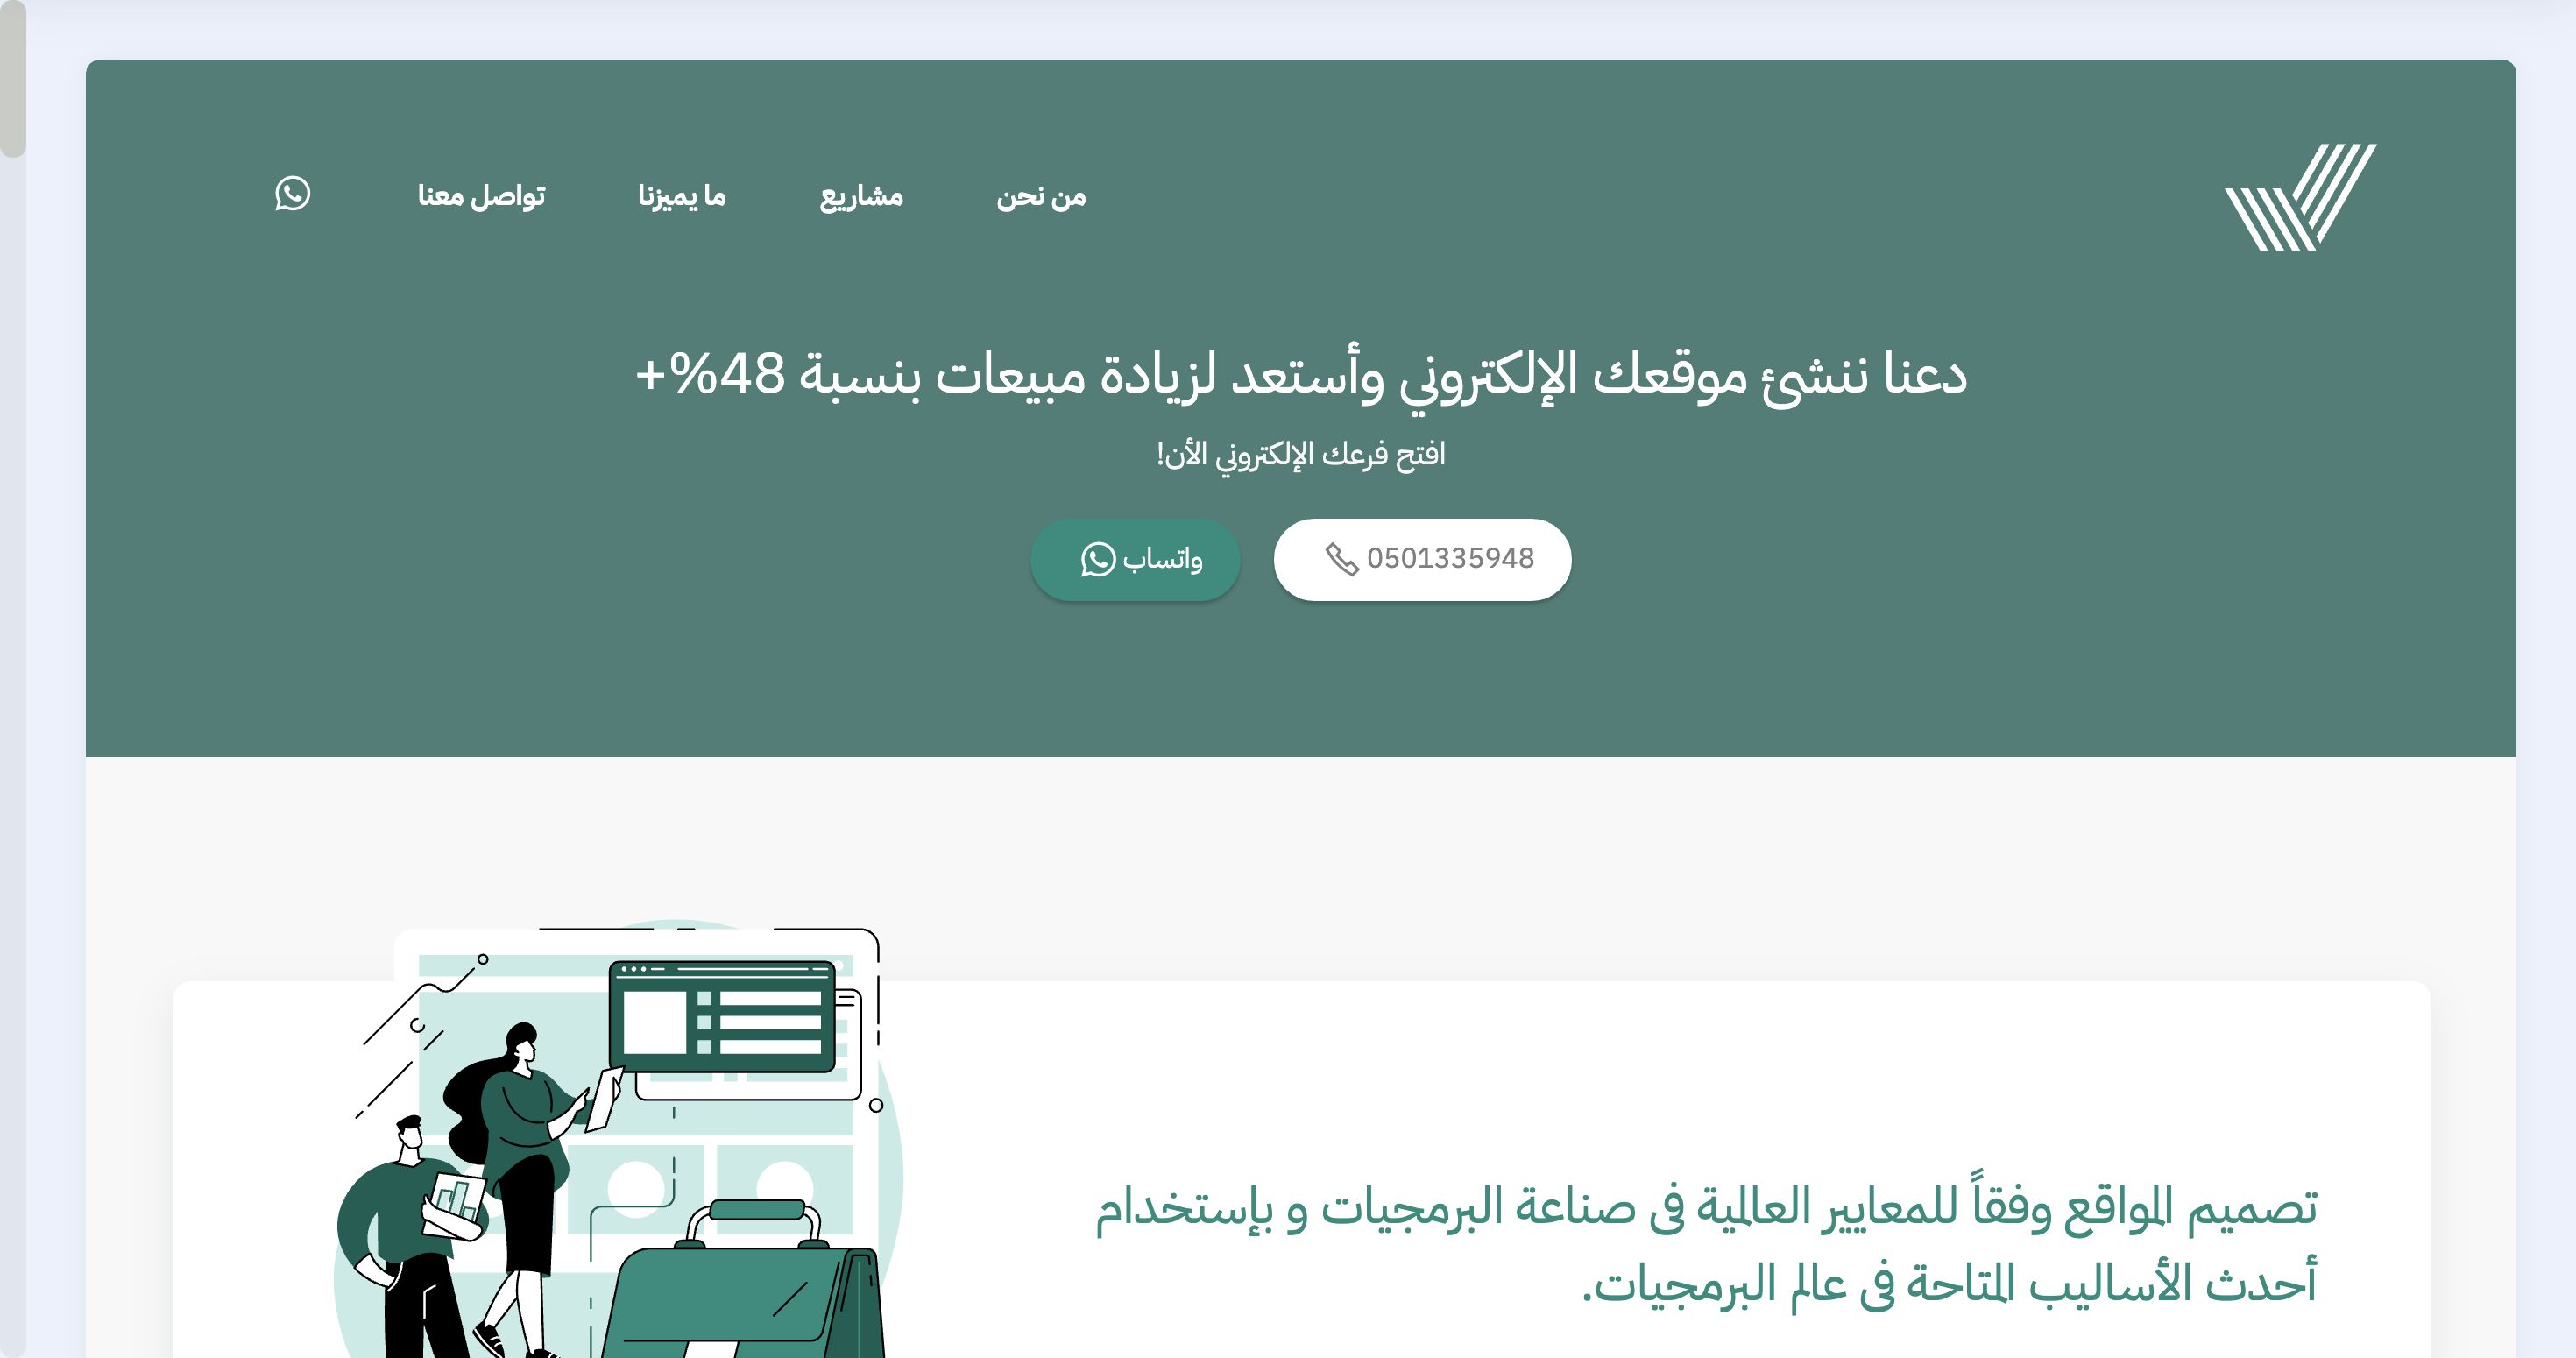 من نحن
مشاريع
ما يميزنا
تواصل معنا
دعنا ننشئ موقعك الإلكتروني وأستعد لزيادة مبيعات بنسبة 48%+
افتح فرعك الإلكتروني الأن!
0501335948
واتساب
تصميم المواقع وفقاً للمعايير العالمية فى صناعة البرمجيات و بإستخدام
أحدث الأساليب المتاحة فى عالم البرمجيات.